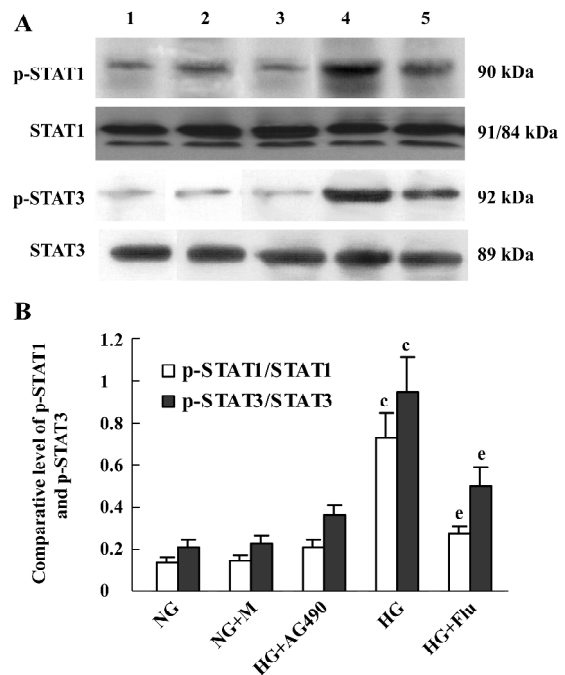 A
1 2 3 4 5
p-STAT1 90 kDa
STAT1 91/84 kDa
p-STAT3 92 kDa
STAT3 89 kDa
B
Comparative level of p-STAT1
and p-STAT3
1.2
1
0.8
0.6
0.4
0.2
0
p-STAT1/STAT1
p-STAT3/STAT3
c
c
e
e
NG
NG+M
HG+AG490
HG
HG+Flu